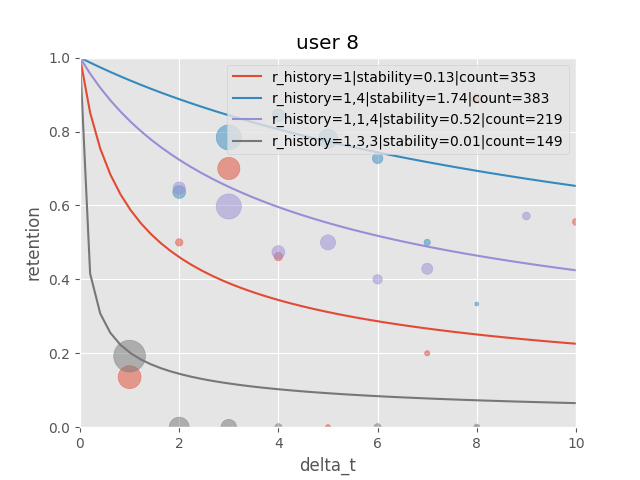 user 8
r_history=1|stability=0.13|count=353
r_history=1,4|stability=1.74|count=383
r_history=1,1,4|stability=0.52|count=219
r_history=1,3,3|stability=0.01|count=149
1.0
0.8
0.6
0.4
0.2
0.0
retention
0 2 4 6 8 10
delta_t